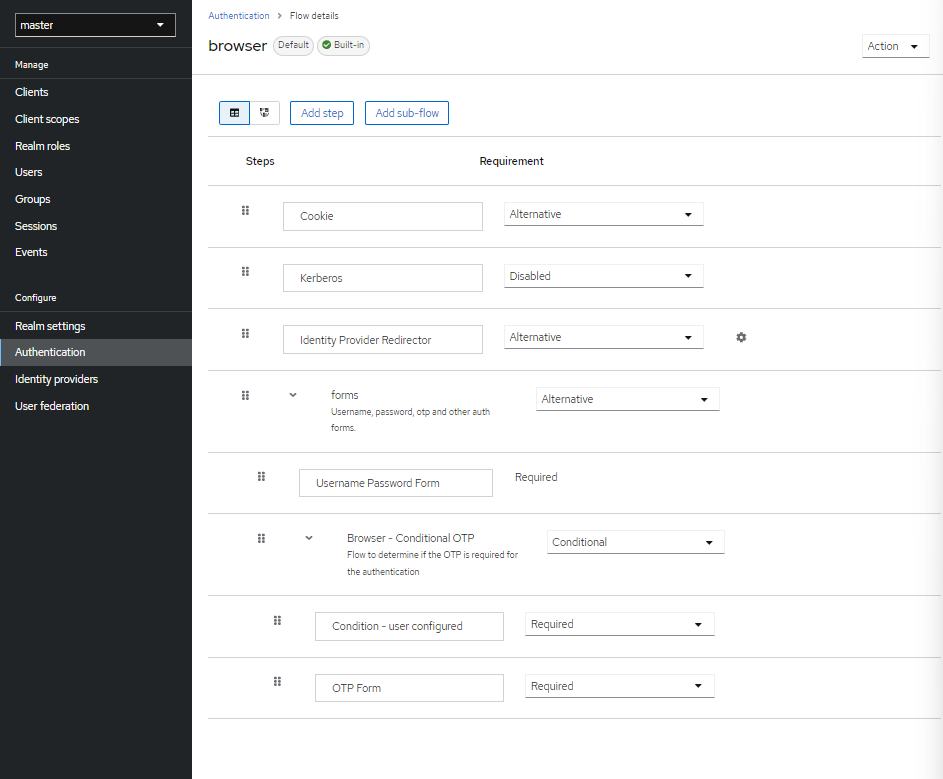 master
Manage
Clients
Client scopes
Realm roles
Users
Groups
Sessions
Events
Configure
Realm settings
Authentication
Identity providers
User federation
Authentication > Flow details
browser Default Built-in
Action
Add step Add sub-flow
Steps Requirement
Cookie Alternative
Kerberos Disabled
Identity Provider Redirector Alternative
forms Alternative
Username, password, otp and other auth
forms.
Username Password Form Required
Browser - Conditional OTP Conditional
Flow to determine if the OTP is required for
the authentication
Condition - user configured Required
OTP Form Required